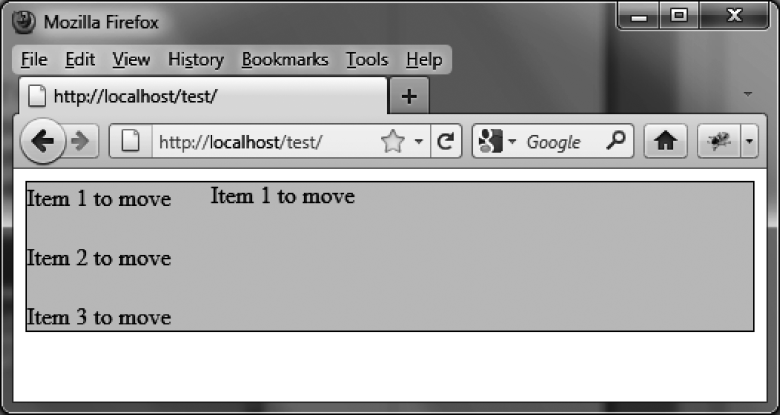 Mozilla Firefox
File Edit View History Bookmarks Tools Help
http://localhost/test/
http://localhost/test/ Google
Item 1 to move Item 1 to move
Item 2 to move
Item 3 to move